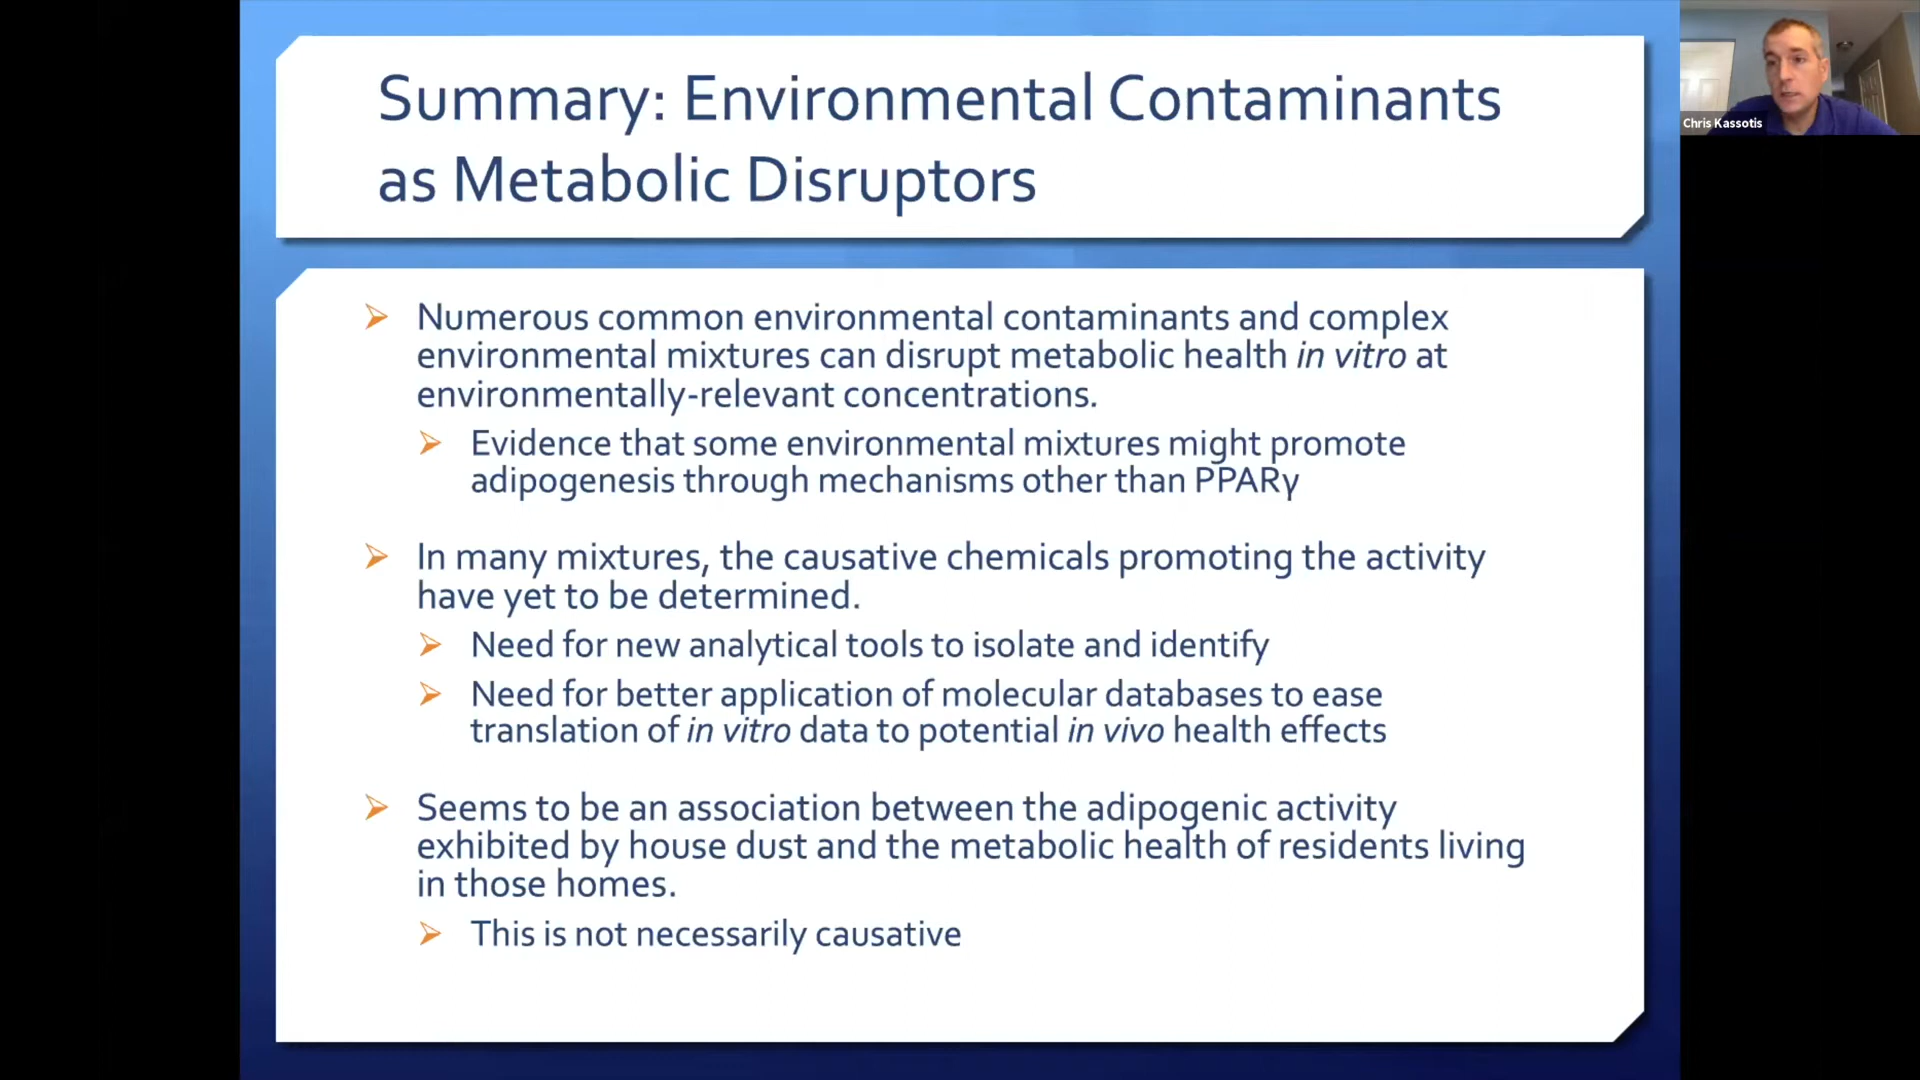 Summary: Environmental Contaminants
as Metabolic Disruptors
Chris Kassotis
Numerous common environmental contaminants and complex
environmental mixtures can disrupt metabolic health in vitro at
environmentally-relevant concentrations.
Evidence that some environmental mixtures might promote
adipogenesis through mechanisms other than PPARγ
In many mixtures, the causative chemicals promoting the activity
have yet to be determined.
Need for new analytical tools to isolate and identify
Need for better application of molecular databases to ease
translation of in vitro data to potential in vivo health effects
Seems to be an association between the adipogenic activity
exhibited by house dust and the metabolic health of residents living
in those homes.
This is not necessarily causative